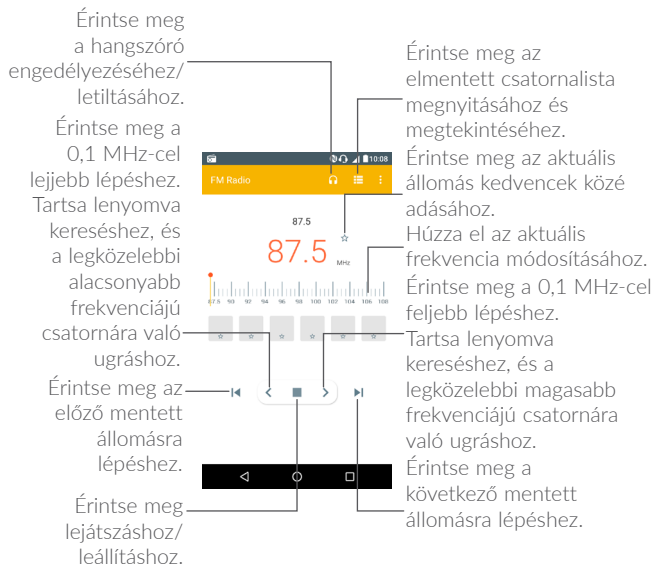 Érintse meg
a hangszóró
engedélyezéséhez/
letiltásához.
Érintse meg a
0,1 MHz-cel
lejjebb lépéshez.
Tartsa lenyomva
kereséshez, és
a legközelebbi
alacsonyabb
frekvenciájú
csatornára való
ugráshoz.
Érintse meg az
előző mentett
állomásra
lépéshez.
Érintse meg
lejátszáshoz/
leállításhoz.
10:08
FM Radio
87.5
87.5 MHz
87.5 90 92 94 96 98 100 102 104 106 108
Érintse meg az
elmentett csatornalista
megnyitásához és
megtekintéséhez.
Érintse meg az aktuális
állomás kedvencek közé
adásához.
Húzza el az aktuális
frekvencia módosításához.
Érintse meg a 0,1 MHz-cel
feljebb lépéshez.
Tartsa lenyomva
kereséshez, és a
legközelebbi magasabb
frekvenciájú csatornára
való ugráshoz.
Érintse meg a
következő mentett
állomásra lépéshez.